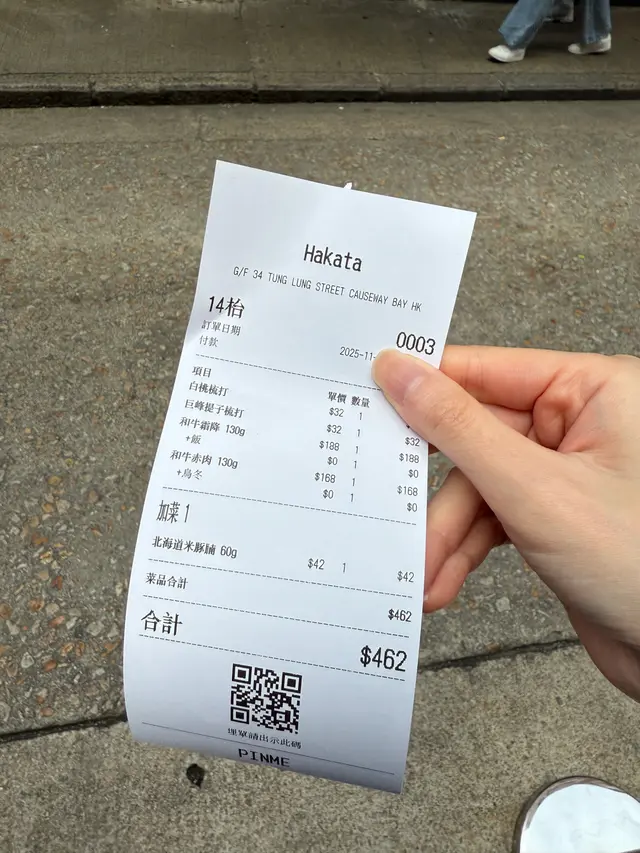 Hakata
G/F 34 TUNG LUNG STREET CAUSEWAY BAY HK
14枱 0003
訂單日期 2025-11-
付款
項目 單價 數量
白桃梳打 $32 1
巨峰提子梳打 $32 1 $32
和牛霜降 130g $188 1 $188
+飯 $0 1 $0
和牛赤肉 130g $168 1 $168
+烏冬 $0 1 $0
加菜 1
北海道米豚腩 60g $42 1 $42
菜品合計 $462
合計 $462
埋單請出示此碼
PINME